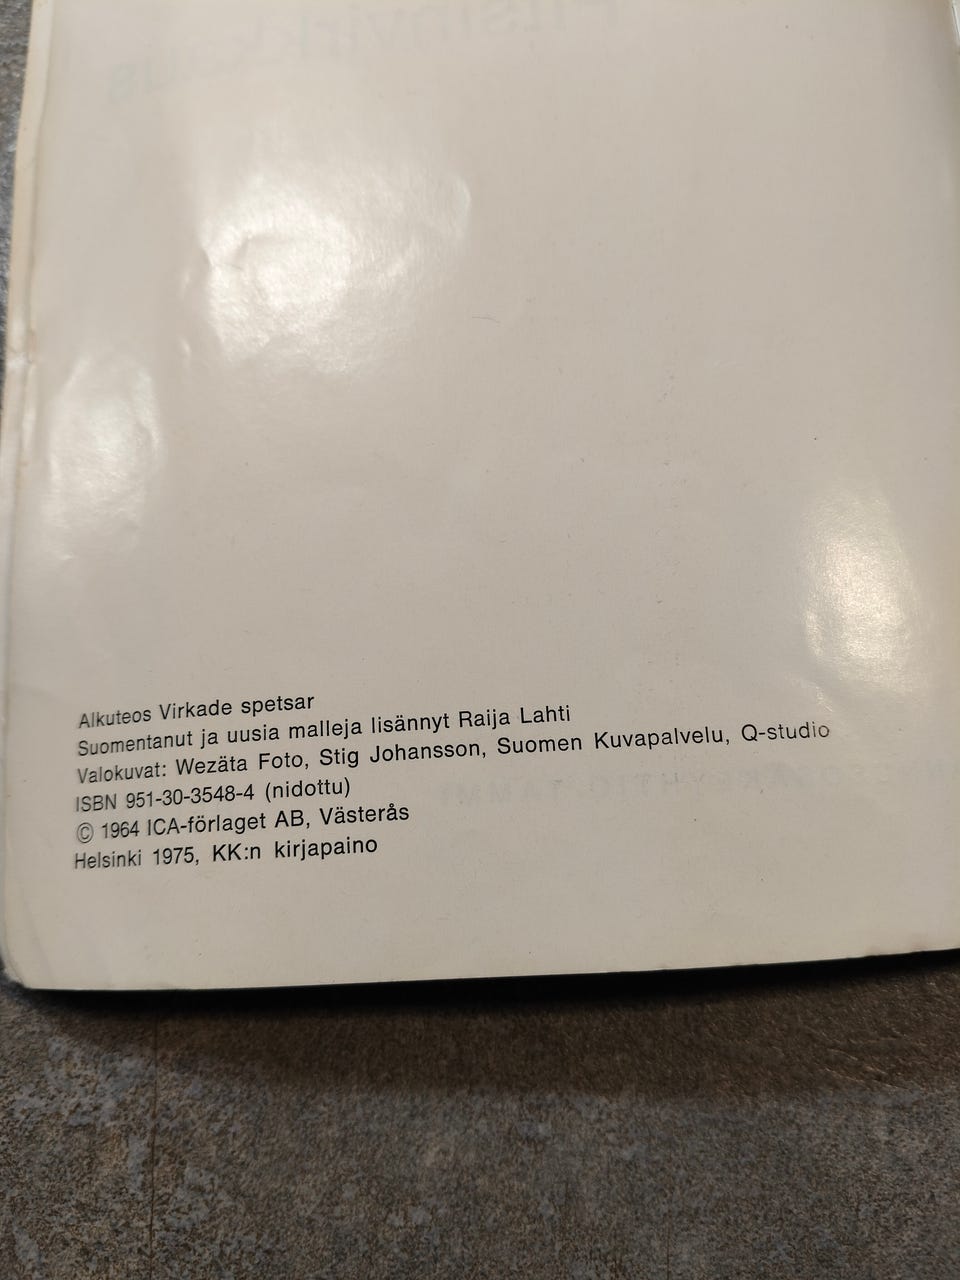 Alkuteos Virkade spetsar
Suomentanut ja uusia malleja lisännyt Raija Lahti
Valokuvat: Wezäta Foto, Stig Johansson, Suomen Kuvapalvelu, Q-studio
ISBN 951-30-3548-4 (nidottu)
© 1964 ICA-förlaget AB, Västerås
Helsinki 1975, KK:n kirjapaino